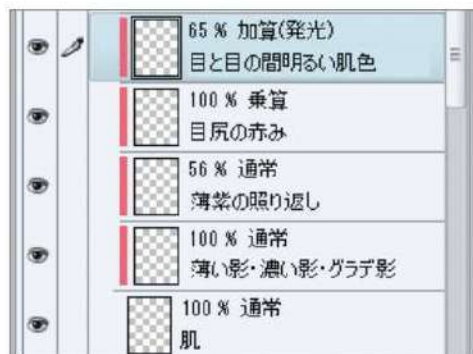 65 % 加算(発光)
目と目の間明るい肌色
100 % 乗算
目尻の赤み
56 % 通常
薄紫の照り返し
100 % 通常
薄い影・濃い影・グラデ影
100 % 通常
肌